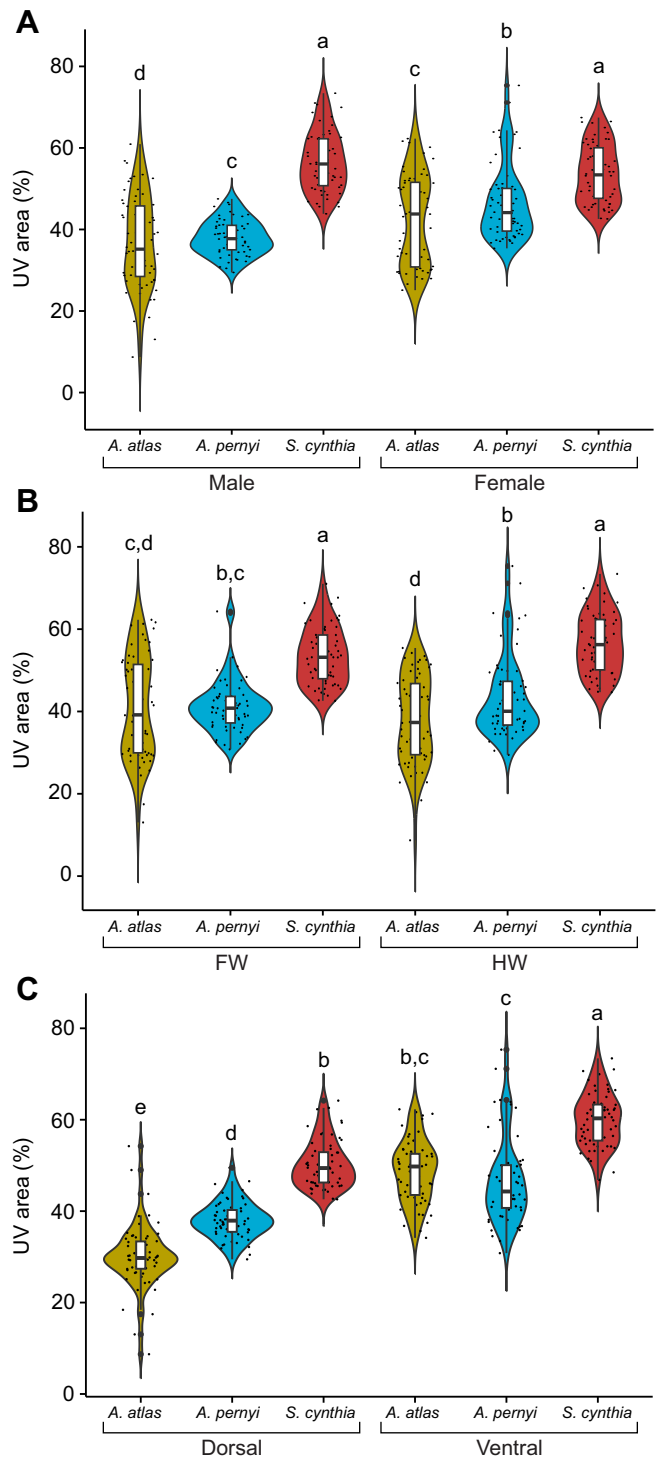 A
UV area (%)
80
60
40
20
0
d
c
a
c
b
a
A. atlas A. pernyi S. cynthia A. atlas A. pernyi S. cynthia
Male Female
B
UV area (%)
80
60
40
20
0
c,d
b,c
a
d
b
a
A. atlas A. pernyi S. cynthia A. atlas A. pernyi S. cynthia
FW HW
C
UV area (%)
80
60
40
20
0
e
d
b
b,c
c
a
A. atlas A. pernyi S. cynthia A. atlas A. pernyi S. cynthia
Dorsal Ventral